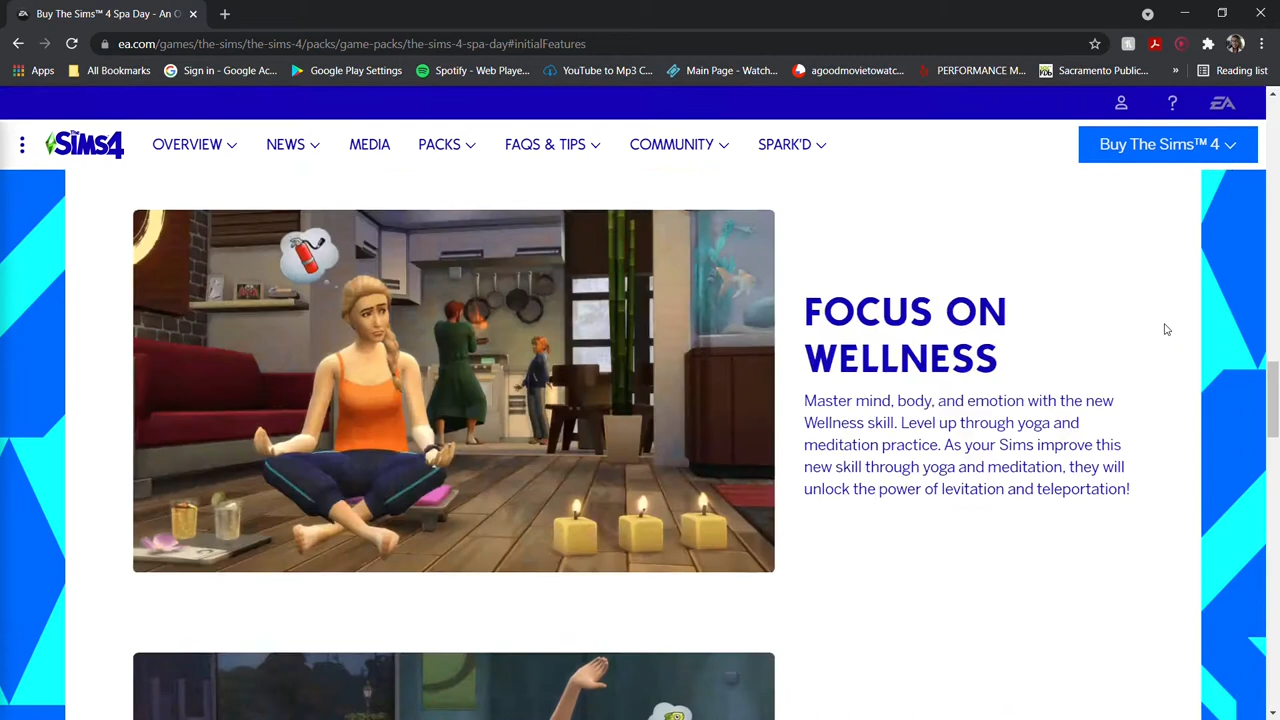 EA Buy The Sims™ 4 Spa Day - An O
ea.com/games/the-sims/the-sims-4/packs/game-packs/the-sims-4-spa-day#initialFeatures
Apps All Bookmarks Sign in - Google Ac... Google Play Settings Spotify - Web Playe... YouTube to Mp3 C... Main Page - Watch... agoodmovietowatc... PERFORMANCE M... Sacramento Public... » Reading list
? EA
The SIMS 4 OVERVIEW NEWS MEDIA PACKS FAQS & TIPS COMMUNITY SPARK'D Buy The Sims™ 4
FOCUS ON
WELLNESS
Master mind, body, and emotion with the new
Wellness skill. Level up through yoga and
meditation practice. As your Sims improve this
new skill through yoga and meditation, they will
unlock the power of levitation and teleportation!